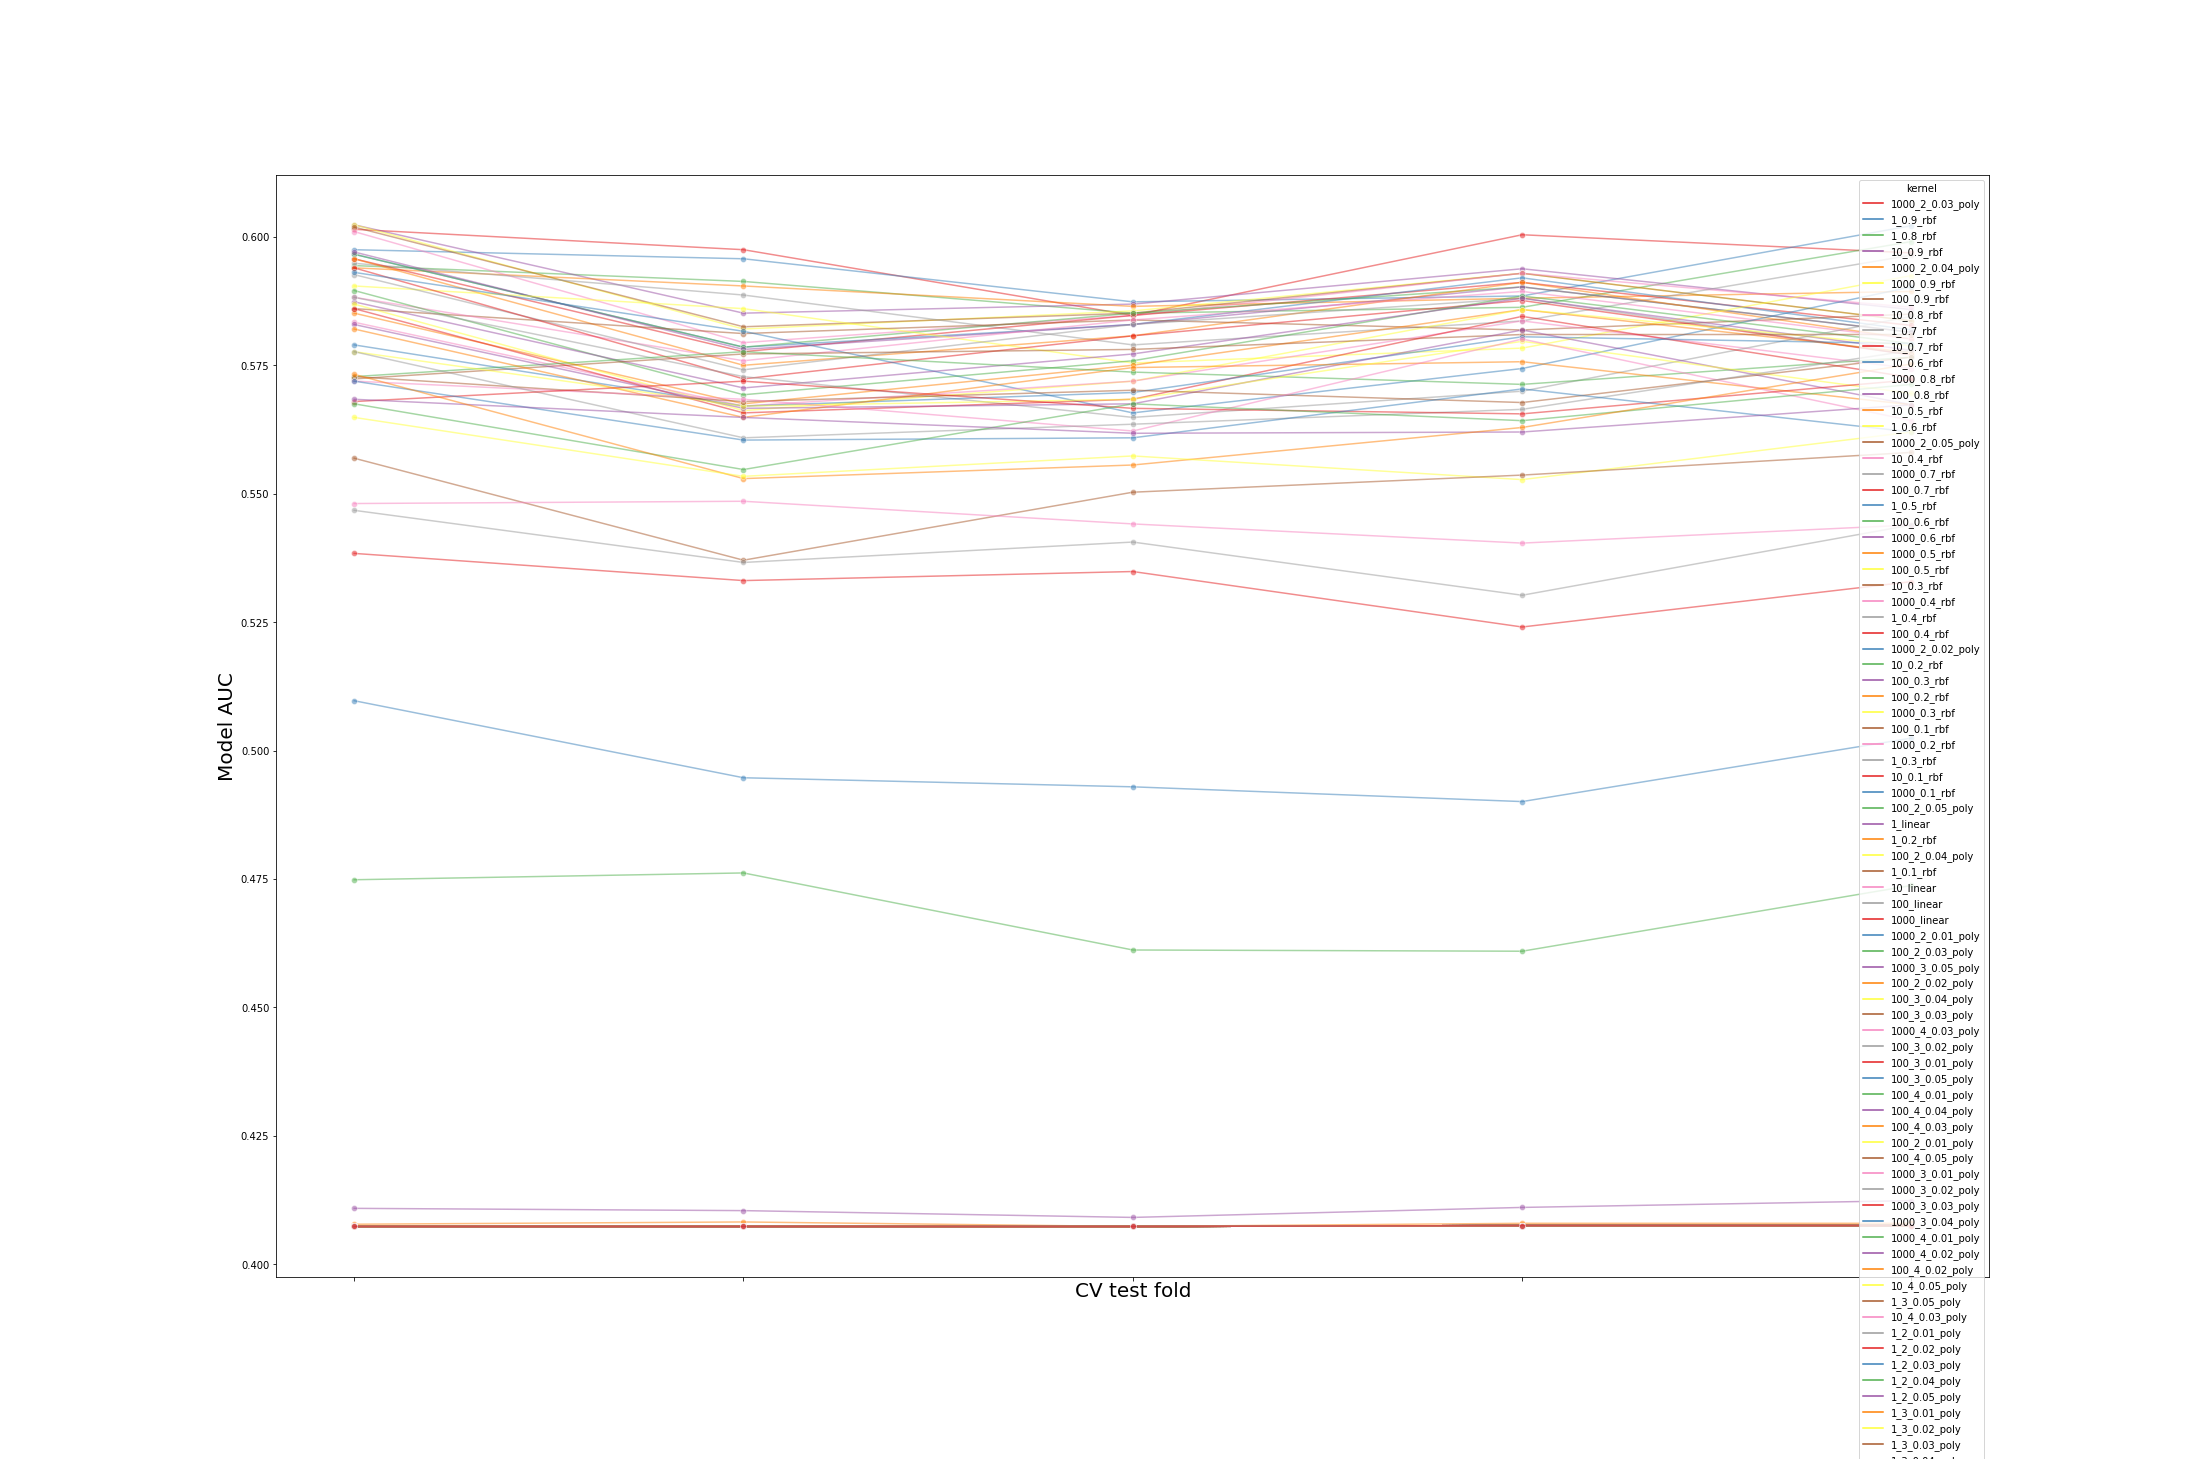 kernel
1000_2_0.03_poly
1_0.9_rbf
1_0.8_rbf
10_0.9_rbf
1000_2_0.04_poly
1000_0.9_rbf
100_0.9_rbf
10_0.8_rbf
1_0.7_rbf
10_0.7_rbf
10_0.6_rbf
1000_0.8_rbf
100_0.8_rbf
10_0.5_rbf
1_0.6_rbf
1000_2_0.05_poly
10_0.4_rbf
1000_0.7_rbf
100_0.7_rbf
1_0.5_rbf
100_0.6_rbf
1000_0.6_rbf
1000_0.5_rbf
100_0.5_rbf
10_0.3_rbf
1000_0.4_rbf
1_0.4_rbf
100_0.4_rbf
1000_2_0.02_poly
10_0.2_rbf
100_0.3_rbf
100_0.2_rbf
1000_0.3_rbf
100_0.1_rbf
1000_0.2_rbf
1_0.3_rbf
10_0.1_rbf
1000_0.1_rbf
100_2_0.05_poly
1_linear
1_0.2_rbf
100_2_0.04_poly
1_0.1_rbf
10_linear
100_linear
1000_linear
1000_2_0.01_poly
100_2_0.03_poly
1000_3_0.05_poly
100_2_0.02_poly
100_3_0.04_poly
100_3_0.03_poly
1000_4_0.03_poly
100_3_0.02_poly
100_3_0.01_poly
100_3_0.05_poly
100_4_0.01_poly
100_4_0.04_poly
100_4_0.03_poly
100_2_0.01_poly
100_4_0.05_poly
1000_3_0.01_poly
1000_3_0.02_poly
1000_3_0.03_poly
1000_3_0.04_poly
1000_4_0.01_poly
1000_4_0.02_poly
100_4_0.02_poly
10_4_0.05_poly
1_3_0.05_poly
10_4_0.03_poly
1_2_0.01_poly
1_2_0.02_poly
1_2_0.03_poly
1_2_0.04_poly
1_2_0.05_poly
1_3_0.01_poly
1_3_0.02_poly
1_3_0.03_poly
0.600
0.575
0.550
0.525
0.500
0.475
0.450
0.425
0.400
Model AUC
CV test fold